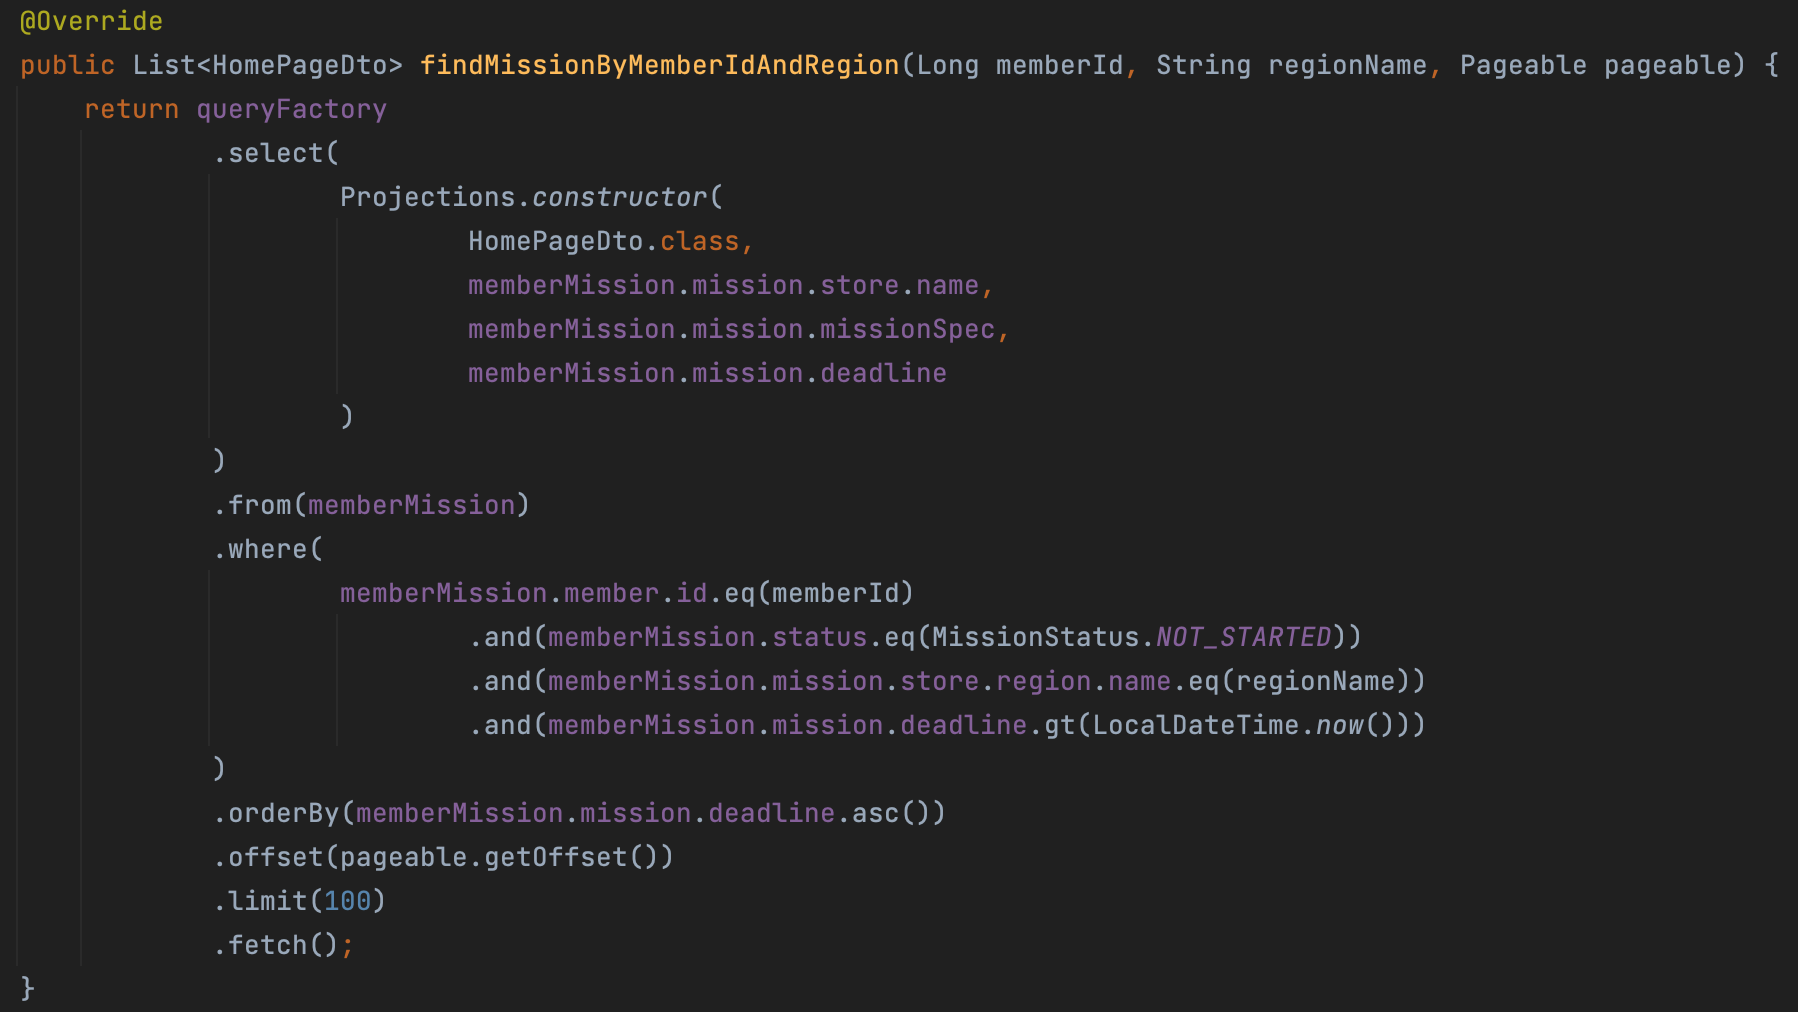 @Override
public List<HomePageDto> findMissionByMemberIdAndRegion(Long memberId, String regionName, Pageable pageable) {
    return queryFactory
            .select(
                    Projections.constructor(
                            HomePageDto.class,
                            memberMission.mission.store.name,
                            memberMission.mission.missionSpec,
                            memberMission.mission.deadline
                    )
            )
            .from(memberMission)
            .where(
                    memberMission.member.id.eq(memberId)
                            .and(memberMission.status.eq(MissionStatus.NOT_STARTED))
                            .and(memberMission.mission.store.region.name.eq(regionName))
                            .and(memberMission.mission.deadline.gt(LocalDateTime.now()))
            )
            .orderBy(memberMission.mission.deadline.asc())
            .offset(pageable.getOffset())
            .limit(100)
            .fetch();
}